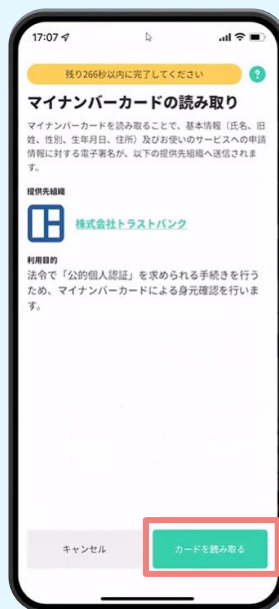 17:07
残り266秒以内に完了してください
?
マイナンバーカードの読み取り
マイナンバーカードを読み取ることで、基本情報（氏名、旧
姓、性別、生年月日、住所）及びお使いのサービスへの申請
情報に対する電子署名が、以下の提供先組織へ送信されま
す。
提供先組織
株式会社トラストバンク
利用目的
法令で「公的個人認証」を求められる手続きを行う
ため、マイナンバーカードによる身元確認を行いま
す。
キャンセル
カードを読み取る